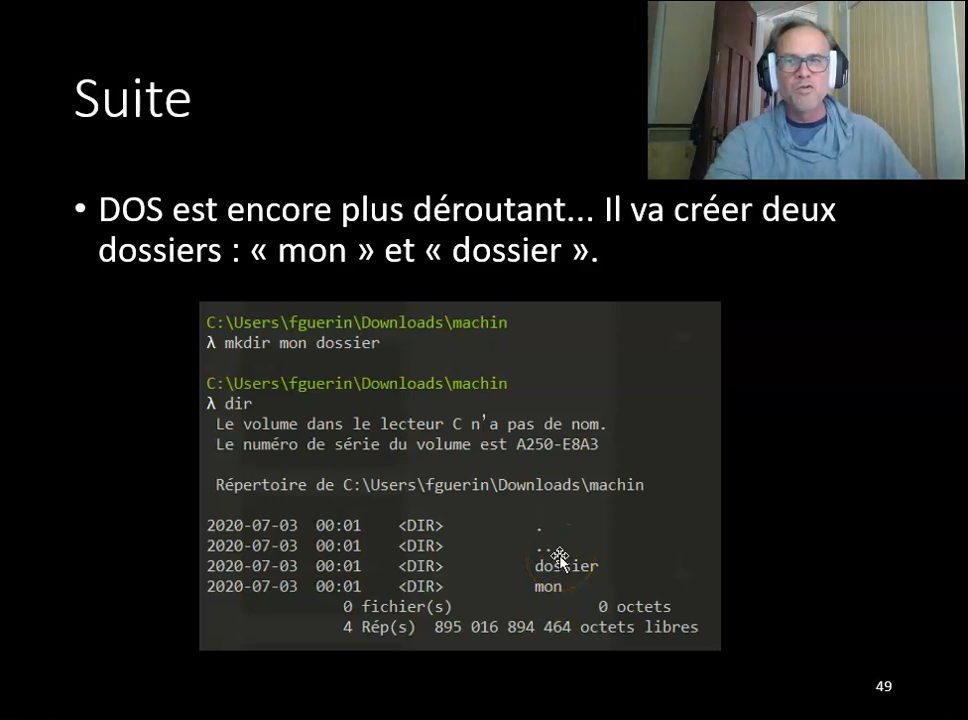 Suite
• DOS est encore plus déroutant... Il va créer deux
dossiers : « mon » et « dossier ».
C:\Users\fguerin\Downloads\machin
λ mkdir mon dossier
C:\Users\fguerin\Downloads\machin
λ dir
Le volume dans le lecteur C n'a pas de nom.
Le numéro de série du volume est A250-E8A3
Répertoire de C:\Users\fguerin\Downloads\machin
2020-07-03 00:01 <DIR> .
2020-07-03 00:01 <DIR> ..
2020-07-03 00:01 <DIR> dossier
2020-07-03 00:01 <DIR> mon
0 fichier(s) 0 octets
4 Rép(s) 895 016 894 464 octets libres
49